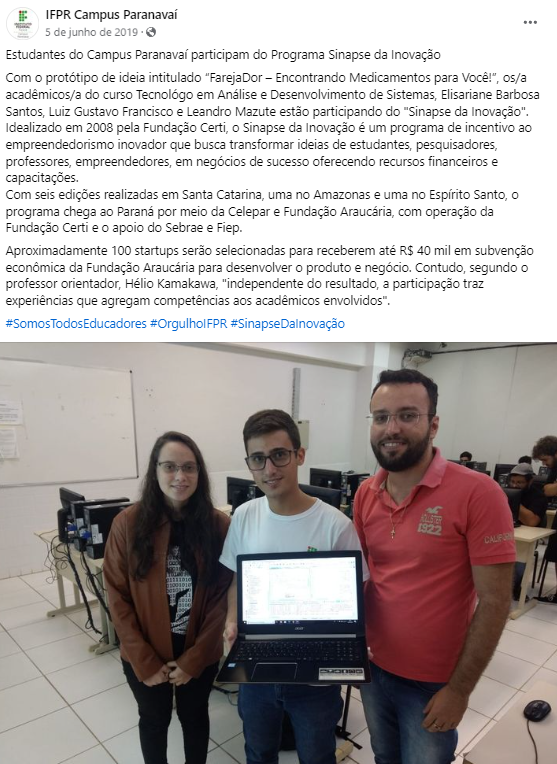 IFPR Campus Paranavaí
5 de junho de 2019 ·
Estudantes do Campus Paranavaí participam do Programa Sinapse da Inovação
Com o protótipo de ideia intitulado “FarejaDor – Encontrando Medicamentos para Você!”, os/a
acadêmicos/a do curso Tecnológo em Análise e Desenvolvimento de Sistemas, Elisariane Barbosa
Santos, Luiz Gustavo Francisco e Leandro Mazute estão participando do "Sinapse da Inovação".
Idealizado em 2008 pela Fundação Certi, o Sinapse da Inovação é um programa de incentivo ao
empreendedorismo inovador que busca transformar ideias de estudantes, pesquisadores,
professores, empreendedores, em negócios de sucesso oferecendo recursos financeiros e
capacitações.
Com seis edições realizadas em Santa Catarina, uma no Amazonas e uma no Espírito Santo, o
programa chega ao Paraná por meio da Celepar e Fundação Araucária, com operação da
Fundação Certi e o apoio do Sebrae e Fiep.
Aproximadamente 100 startups serão selecionadas para receberem até R$ 40 mil em subvenção
econômica da Fundação Araucária para desenvolver o produto e negócio. Contudo, segundo o
professor orientador, Hélio Kamakawa, "independente do resultado, a participação traz
experiências que agregam competências aos acadêmicos envolvidos".
#SomosTodosEducadores #OrgulhoIFPR #SinapseDaInovação
HOLLISTER
1922
CALIFORNIA
acer